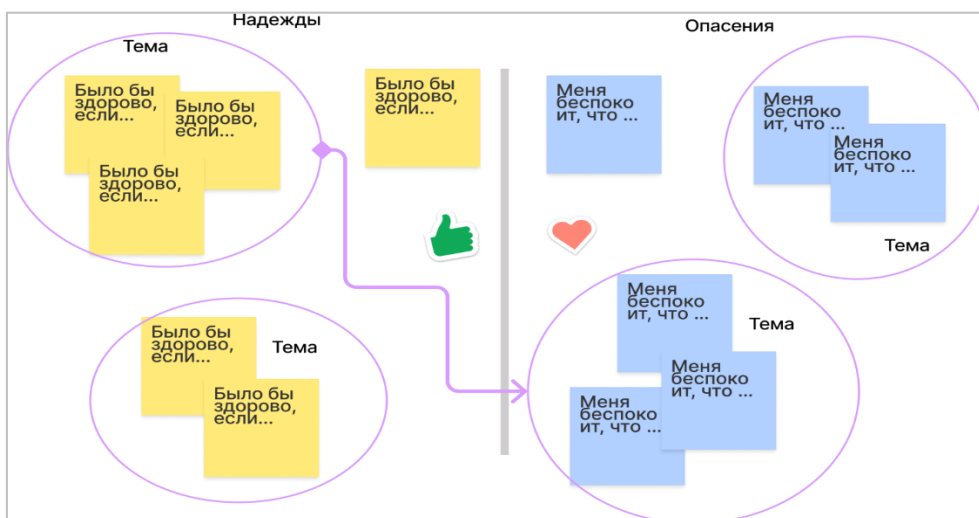 Надежды
Тема
Было бы
здорово,
если...
Было бы
здорово,
если...
Было бы
здорово,
если...
Было бы
здорово,
если...
Тема
Было бы
здорово,
если...
Было бы
здорово,
если...
Опасения
Меня
беспоко
ит, что ...
Меня
беспоко
ит, что ...
Меня
беспоко
ит, что ...
Тема
Меня
беспоко
ит, что ...
Тема
Меня
беспоко
ит, что ...
Меня
беспоко
ит, что ...